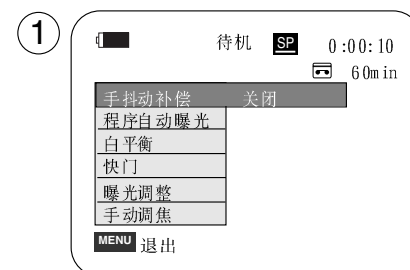 1
待机 SP 0:00:10
60min
手抖动补偿 关闭
程序自动曝光
白平衡
快门
曝光调整
手动调焦
MENU 退出